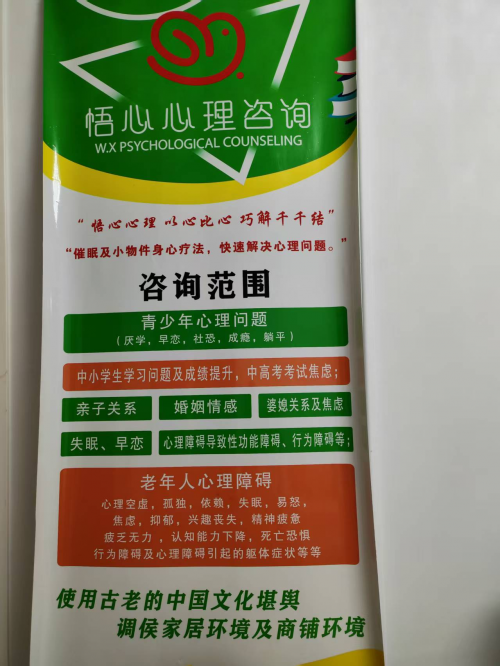 悟心心理咨询
W.X PSYCHOLOGICAL COUNSELING
“悟心心理 以心比心 巧解千千结”
“催眠及小物件身心疗法，快速解决心理问题。”
咨询范围
青少年心理问题
（厌学，早恋，社恐，成瘾，躺平）
中小学生学习问题及成绩提升，中高考考试焦虑；
亲子关系 婚姻情感 婆媳关系及焦虑
失眠、早恋 心理障碍导致性功能障碍、行为障碍等；
老年人心理障碍
心理空虚，孤独，依赖，失眠，易怒，
焦虑，抑郁，兴趣丧失，精神疲惫
疲乏无力，认知能力下降，死亡恐惧
行为障碍及心理障碍引起的躯体症状等等
使用古老的中国文化堪舆
调侯家居环境及商铺环境